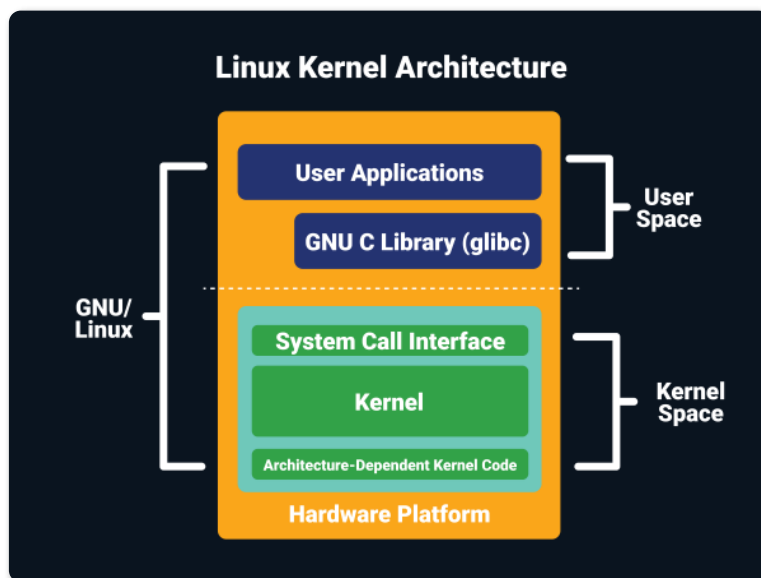 Linux Kernel Architecture
User Applications
GNU C Library (glibc)
User
Space
GNU/
Linux
System Call Interface
Kernel
Architecture-Dependent Kernel Code
Kernel
Space
Hardware Platform